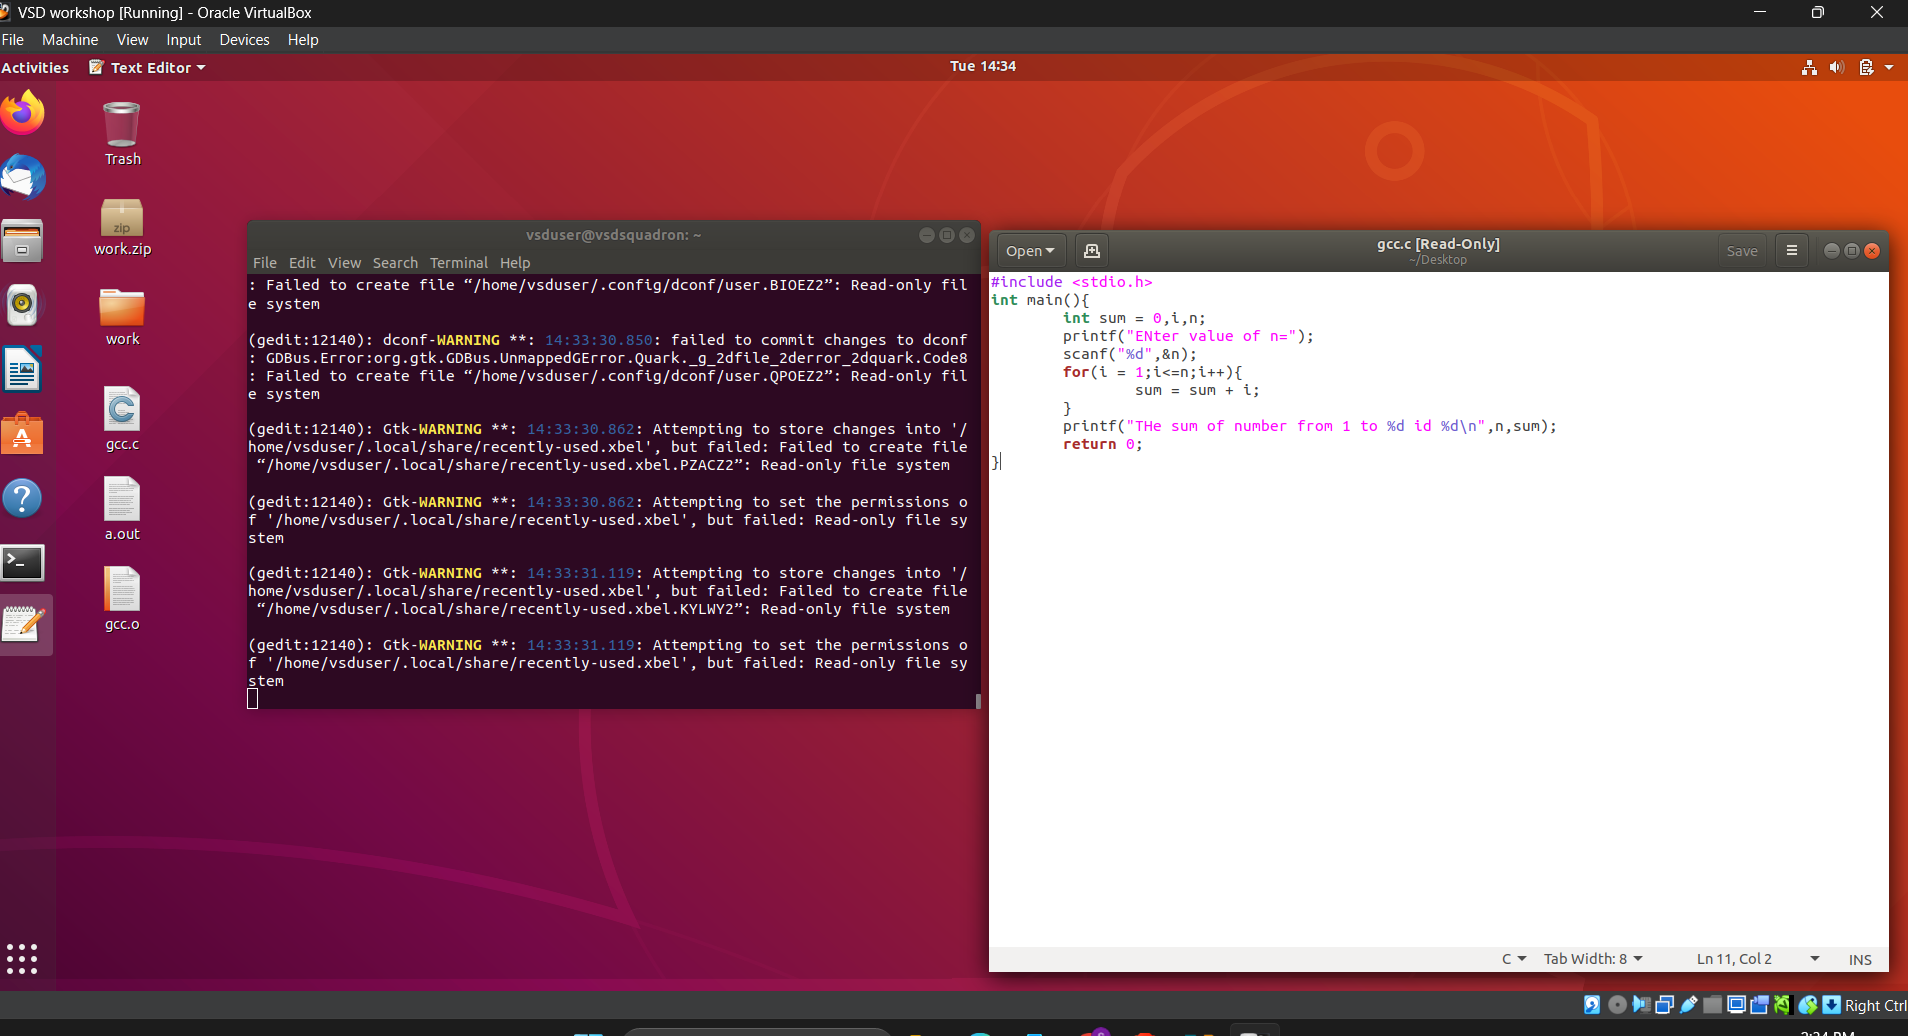 VSD workshop [Running] - Oracle VirtualBox
File Machine View Input Devices Help
Activities Text Editor Tue 14:34
Trash
zip
work.zip
work
gcc.c
a.out
gcc.o
vsduser@vsdsquadron: ~
File Edit View Search Terminal Help
: Failed to create file “/home/vsduser/.config/dconf/user.BIOEZ2”: Read-only fil
e system
(gedit:12140): dconf-WARNING **: 14:33:30.850: failed to commit changes to dconf
: GDBus.Error:org.gtk.GDBus.UnmappedGError.Quark._g_2dfile_2derror_2dquark.Code8
: Failed to create file “/home/vsduser/.config/dconf/user.QPOEZ2”: Read-only fil
e system
(gedit:12140): Gtk-WARNING **: 14:33:30.862: Attempting to store changes into '/
home/vsduser/.local/share/recently-used.xbel', but failed: Failed to create file
“/home/vsduser/.local/share/recently-used.xbel.PZACZ2”: Read-only file system
(gedit:12140): Gtk-WARNING **: 14:33:30.862: Attempting to set the permissions o
f '/home/vsduser/.local/share/recently-used.xbel', but failed: Read-only file sy
stem
(gedit:12140): Gtk-WARNING **: 14:33:31.119: Attempting to store changes into '/
home/vsduser/.local/share/recently-used.xbel', but failed: Failed to create file
“/home/vsduser/.local/share/recently-used.xbel.KYLWY2”: Read-only file system
(gedit:12140): Gtk-WARNING **: 14:33:31.119: Attempting to set the permissions o
f '/home/vsduser/.local/share/recently-used.xbel', but failed: Read-only file sy
stem
Open gcc.c [Read-Only] Save
~/Desktop
#include <stdio.h>
int main(){
int sum = 0,i,n;
printf("ENter value of n=");
scanf("%d",&n);
for(i = 1;i<=n;i++){
sum = sum + i;
}
printf("THe sum of number from 1 to %d id %d\n",n,sum);
return 0;
}
C Tab Width: 8 Ln 11, Col 2 INS
Right Ctrl